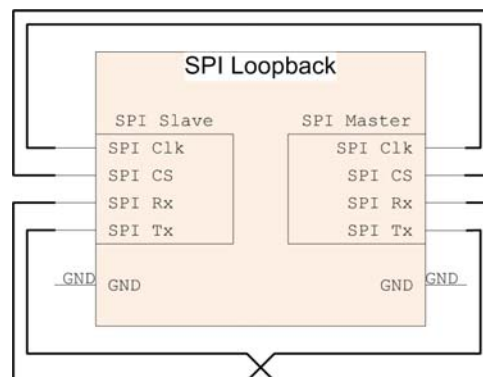 SPI Loopback
SPI Slave
SPI Clk
SPI CS
SPI Rx
SPI Tx
SPI Master
SPI Clk
SPI CS
SPI Rx
SPI Tx
GND
GND
GND
GND